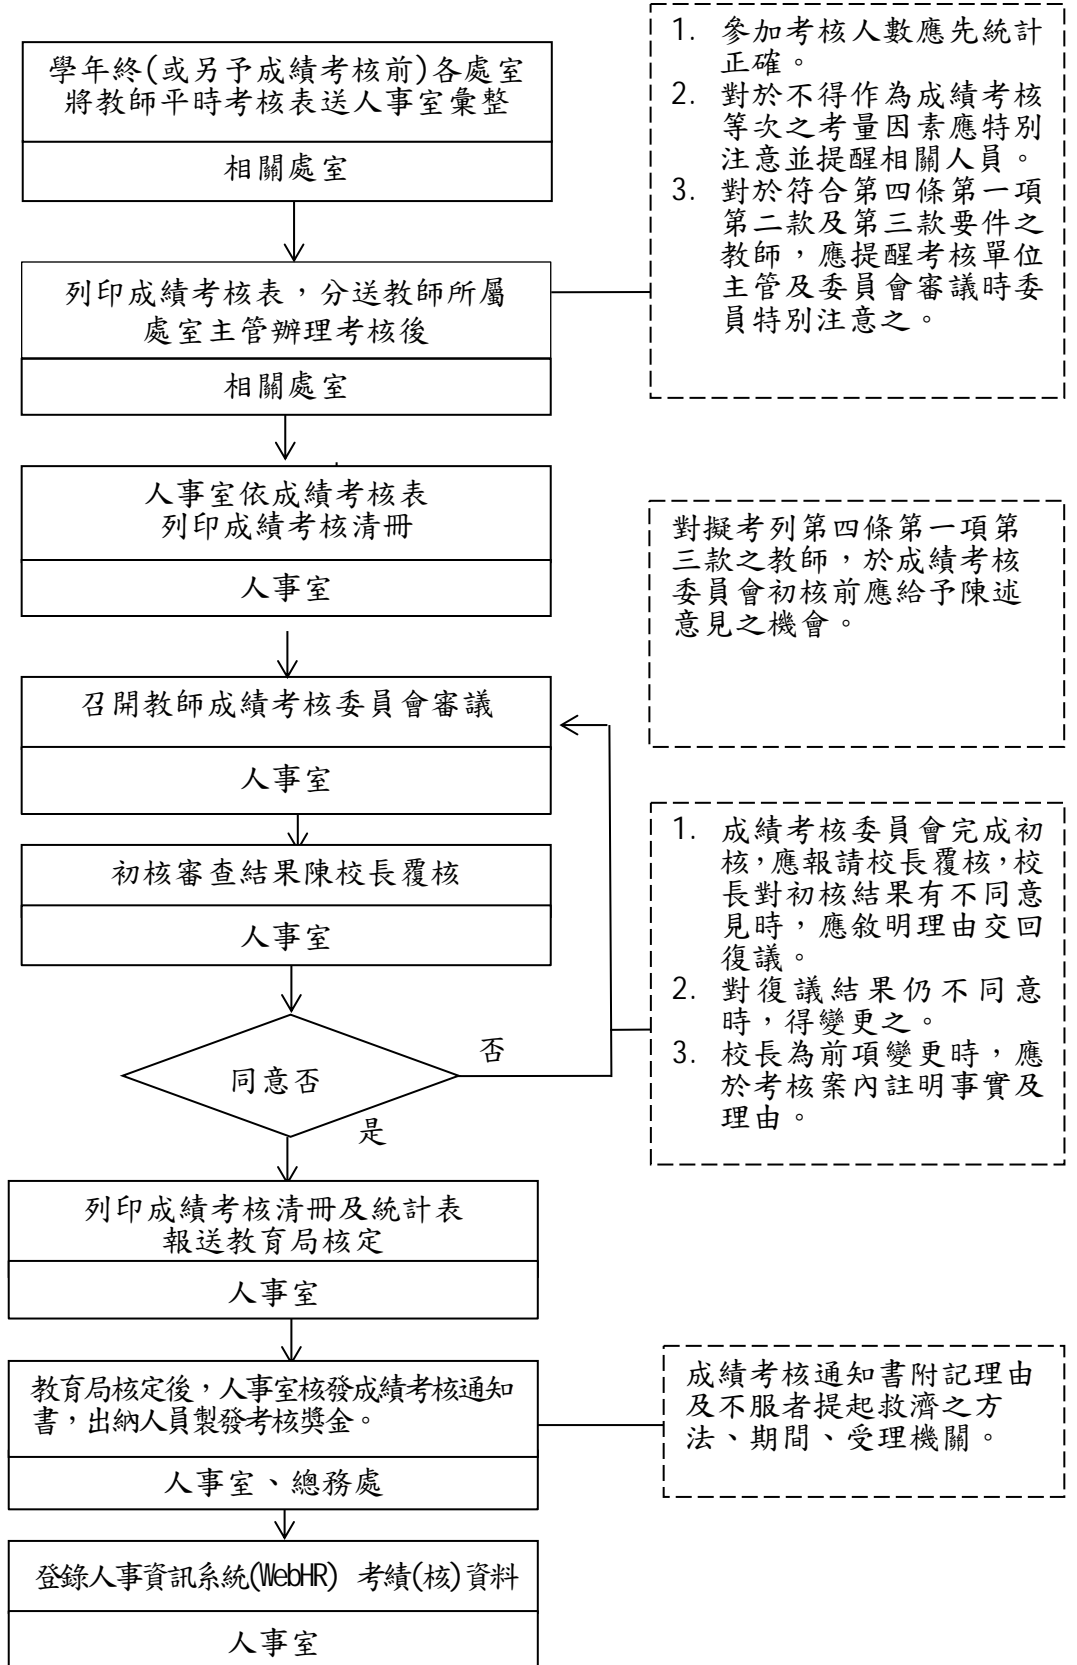 學年終(或另予成績考核前)各處室
將教師平時考核表送人事室彙整
相關處室
1. 參加考核人數應先統計
正確。
2. 對於不得作為成績考核
等次之考量因素應特別
注意並提醒相關人員。
3. 對於符合第四條第一項
第二款及第三款要件之
教師，應提醒考核單位
主管及委員會審議時委
員特別注意之。
列印成績考核表，分送教師所屬
處室主管辦理考核後
相關處室
人事室依成績考核表
列印成績考核清冊
人事室
對擬考列第四條第一項第
三款之教師，於成績考核
委員會初核前應給予陳述
意見之機會。
召開教師成績考核委員會審議
人事室
初核審查結果陳校長覆核
人事室
1. 成績考核委員會完成初
核，應報請校長覆核，校
長對初核結果有不同意
見時，應敘明理由交回
復議。
2. 對復議結果仍不同意
時，得變更之。
3. 校長為前項變更時，應
於考核案內註明事實及
理由。
同意否
否
是
列印成績考核清冊及統計表
報送教育局核定
人事室
教育局核定後，人事室核發成績考核通知
書，出納人員製發考核獎金。
人事室、總務處
成績考核通知書附記理由
及不服者提起救濟之方
法、期間、受理機關。
登錄人事資訊系統(WebHR) 考績(核)資料
人事室